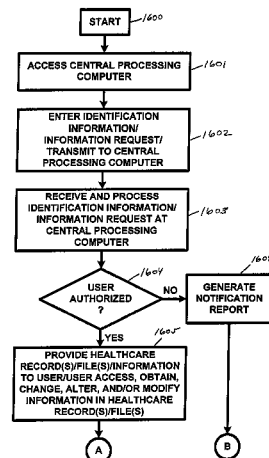 START
1600
ACCESS CENTRAL PROCESSING
COMPUTER
1601
ENTER IDENTIFICATION
INFORMATION/
INFORMATION REQUEST/
TRANSMIT TO CENTRAL
PROCESSING COMPUTER
1602
RECEIVE AND PROCESS
IDENTIFICATION INFORMATION/
INFORMATION REQUEST AT
CENTRAL PROCESSING
COMPUTER
1603
USER
AUTHORIZED
?
1604
NO
YES
GENERATE
NOTIFICATION
REPORT
1605
PROVIDE HEALTHCARE
RECORD(S)/FILE(S)/INFORMATION
TO USER/USER ACCESS, OBTAIN,
CHANGE, ALTER, AND/OR MODIFY
INFORMATION IN HEALTHCARE
RECORD(S)/FILE(S)
A
B